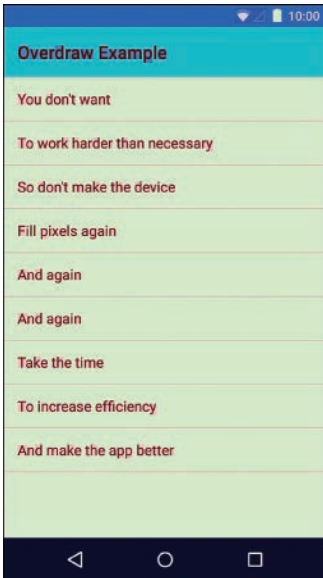 10:00
Overdraw Example
You don't want
To work harder than necessary
So don't make the device
Fill pixels again
And again
And again
Take the time
To increase efficiency
And make the app better